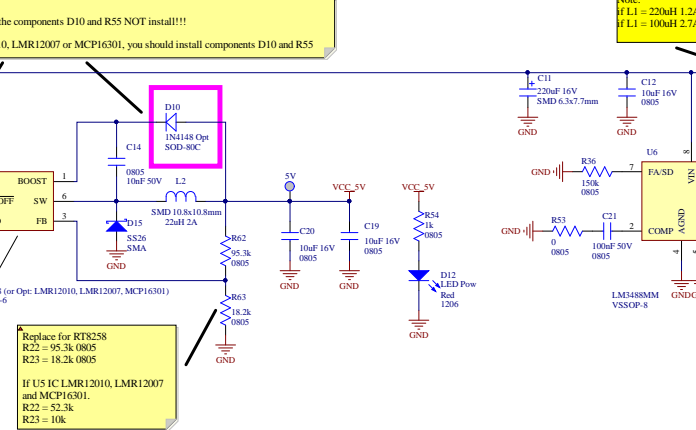 he components D10 and R55 NOT install!!!
0, LMR12007 or MCP16301, you should install components D10 and R55
Note:
if L1 = 220uH 1.2A
if L1 = 100uH 2.7A
C11
220uF 16V
SMD 6.3x7.7mm
GND
C12
10uF 16V
0805
GND
D10
1N4148 Opt
SOD-80C
C14
0805
10nF 50V
BOOST
1
OFF
SW
6
FB
3
L2
SMD 10.8x10.8mm
22uH 2A
D15
SS26
SMA
GND
5V
VCC_5V
VCC_5V
R62
95.3k
0805
C20
10uF 16V
0805
GND
C19
10uF 16V
0805
GND
R54
1k
0805
D12
LED Pow
Red
1206
GND
R63
18.2k
0805
GND
U6
8
VIN
GND
R36
150k
0805
7
FA/SD
GND
R53
0
0805
C21
100nF 50V
0805
2
COMP
AGND
4
GND
LM3488MM
VSSOP-8
(or Opt: LMR12010, LMR12007, MCP16301)
-6
Replace for RT8258
R22 = 95.3k 0805
R23 = 18.2k 0805
If U5 IC LMR12010, LMR12007
and MCP16301.
R22 = 52.3k
R23 = 10k